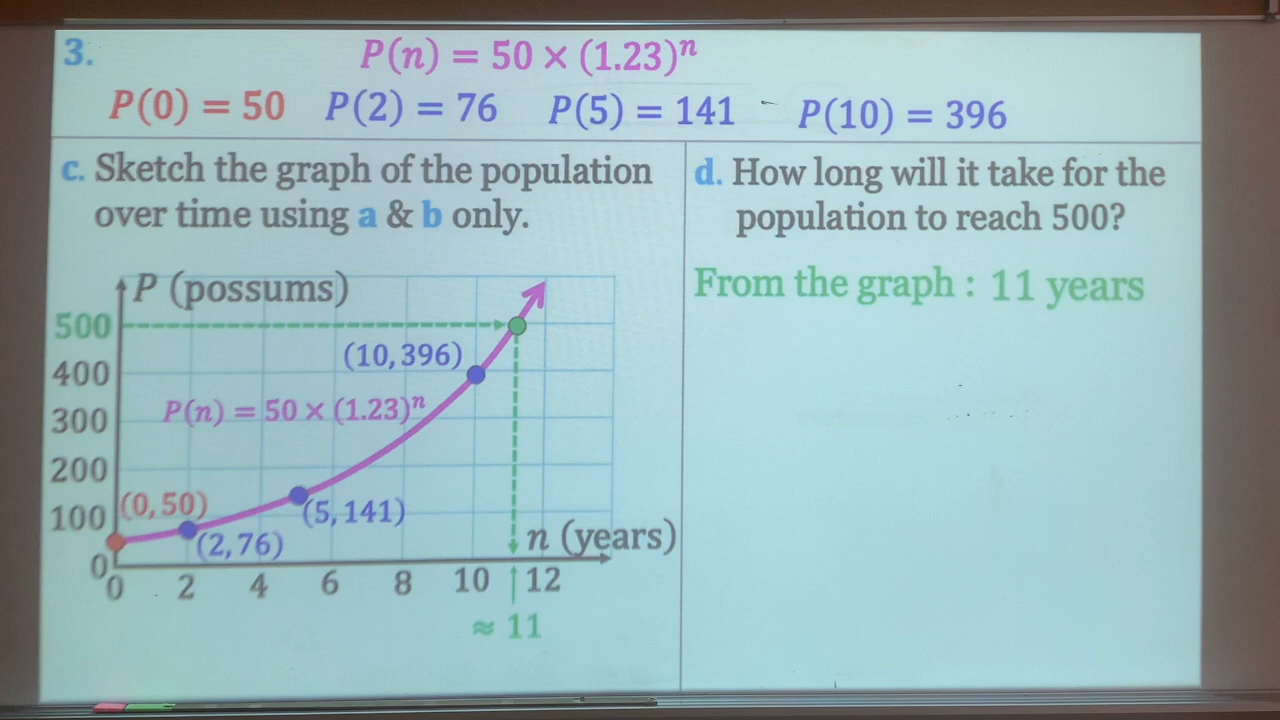 3.
P(n) = 50 × (1.23)ⁿ
P(0) = 50 P(2) = 76 P(5) = 141 P(10) = 396
c. Sketch the graph of the population
over time using a & b only.
P (possums)
500
400
300
200
100
0
(10, 396)
P(n) = 50 × (1.23)ⁿ
(0, 50)
(5, 141)
(2, 76)
n (years)
0 2 4 6 8 10 12
≈ 11
d. How long will it take for the
population to reach 500?
From the graph : 11 years